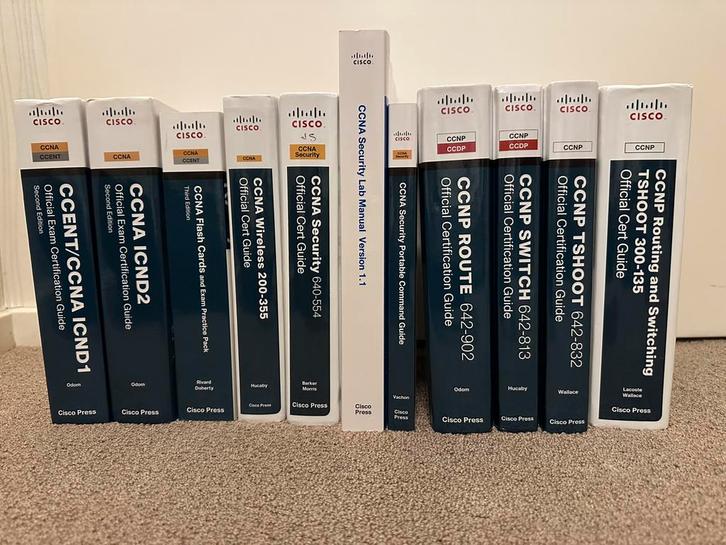 CISCO
CCNA
CCENT
CCENT/CCNA ICND1
Official Exam Certification Guide
Second Edition
Odom
Cisco Press
CISCO
CCNA
CCNA ICND2
Official Exam Certification Guide
Second Edition
Odom
Cisco Press
CISCO
CCNA
CCENT
CCNA Flash Cards and Exam Practice Pack
Third Edition
Rivard
Doherty
Cisco Press
CISCO
CCNA
CCNA Wireless 200-355
Official Cert Guide
Hucaby
Cisco Press
CISCO
CCNA
Security
CCNA Security 640-554
Official Cert Guide
Barker
Morris
Cisco Press
CISCO
CCNA Security Lab Manual Version 1.1
Cisco
Press
CISCO
CCNA
Security
CCNA Security Portable Command Guide
Vachon
Cisco
Press
CISCO
CCNP
CCDP
CCNP ROUTE 642-902
Official Certification Guide
Odom
Cisco Press
CISCO
CCNP
CCDP
CCNP SWITCH 642-813
Official Certification Guide
Hucaby
Cisco Press
CISCO
CCNP
CCNP TSHOOT 642-832
Official Certification Guide
Wallace
Cisco Press
CISCO
CCNP
CCNP Routing and Switching
TSHOOT 300-135
Official Cert Guide
Lacoste
Wallace
Cisco Press